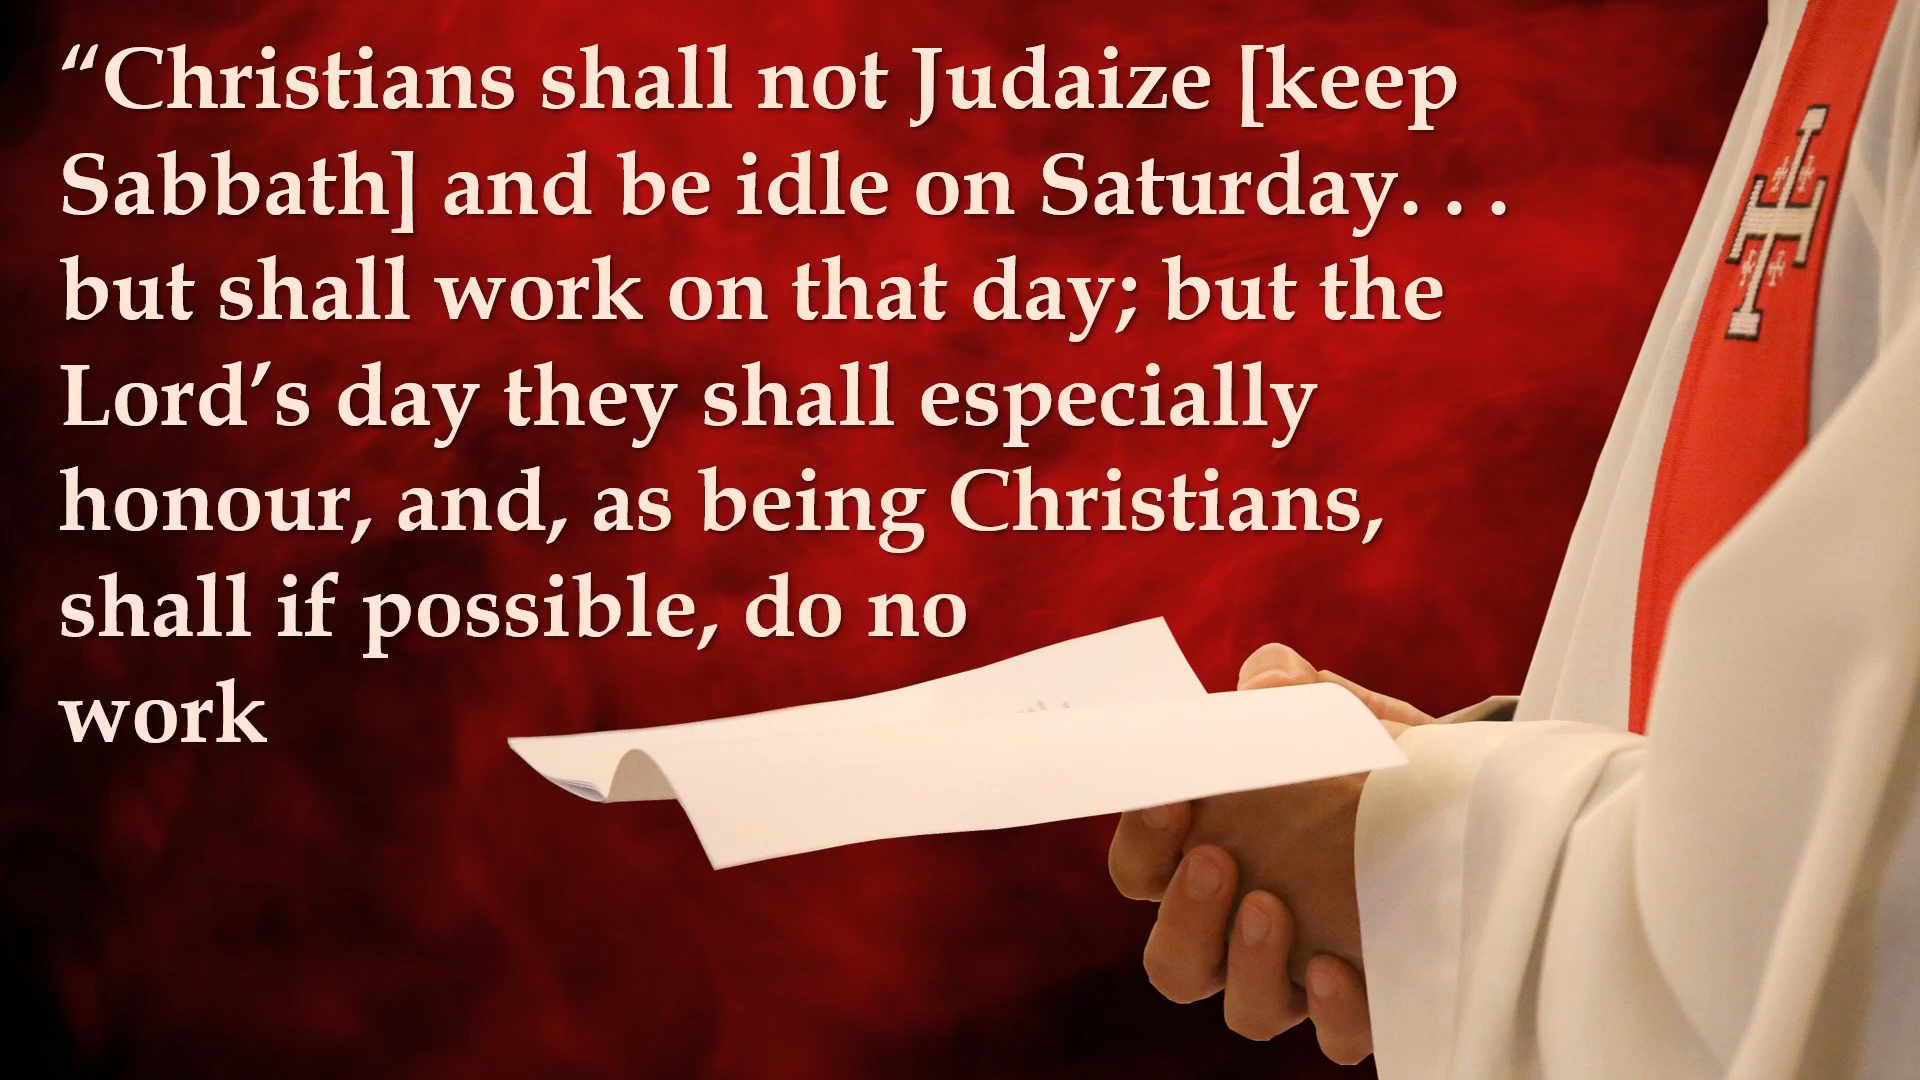 “Christians shall not Judaize [keep
Sabbath] and be idle on Saturday. . .
but shall work on that day; but the
Lord’s day they shall especially
honour, and, as being Christians,
shall if possible, do no
work